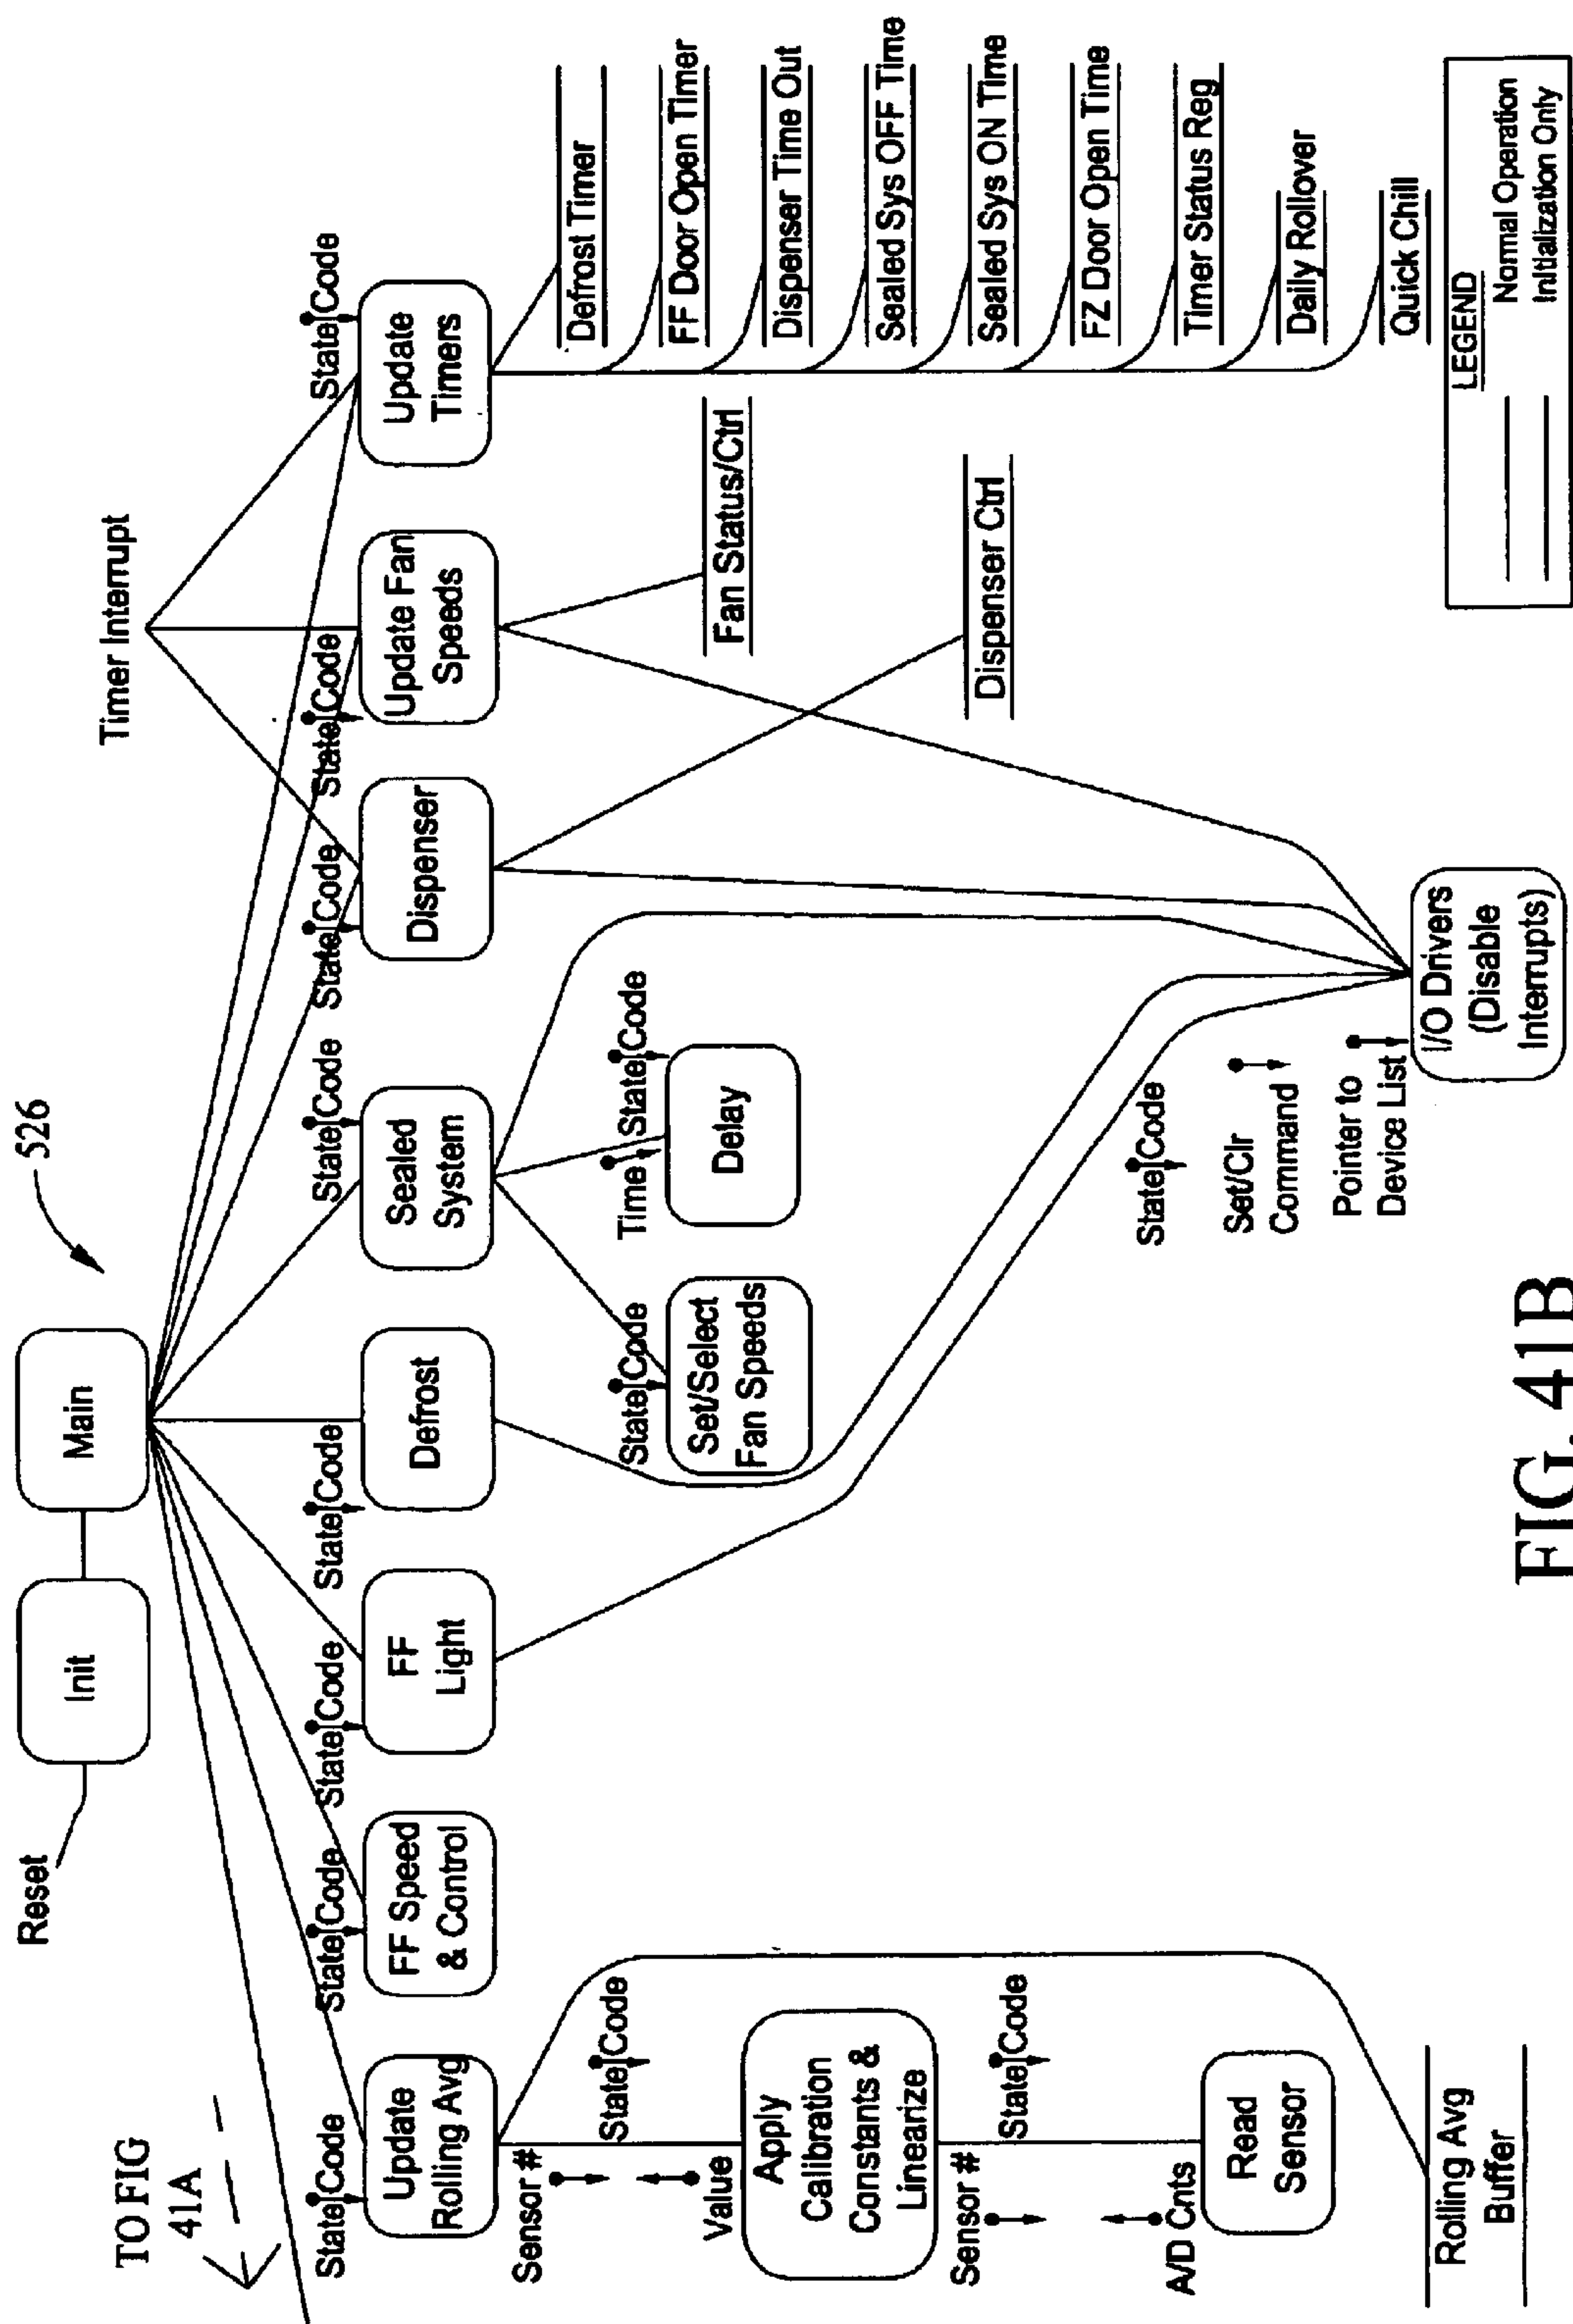 526
Reset
Init
Main
Timer Interrupt
TO FIG
41A
State Code
Update
Rolling Avg
State Code
FF Speed
& Control
State Code
FF
Light
State Code
Defrost
State Code
Sealed
System
State Code
Dispenser
State Code
Update Fan
Speeds
State Code
Update
Timers
Sensor #
Value
State Code
Apply
Calibration
Constants &
Linearize
Sensor #
A/D Cnts
State Code
Read
Sensor
Rolling Avg
Buffer
State Code
Set/Select
Fan Speeds
Time
State Code
Delay
Fan Status/Ctrl
Dispenser Ctrl
Defrost Timer
FF Door Open Timer
Dispenser Time Out
Sealed Sys OFF Time
Sealed Sys ON Time
FZ Door Open Time
Timer Status Reg
Daily Rollover
Quick Chill
State Code
Set/Clr
Command
Pointer to
Device List
I/O Drivers
(Disable
Interrupts)
LEGEND
Normal Operation
Initialization Only
FIG. 41B